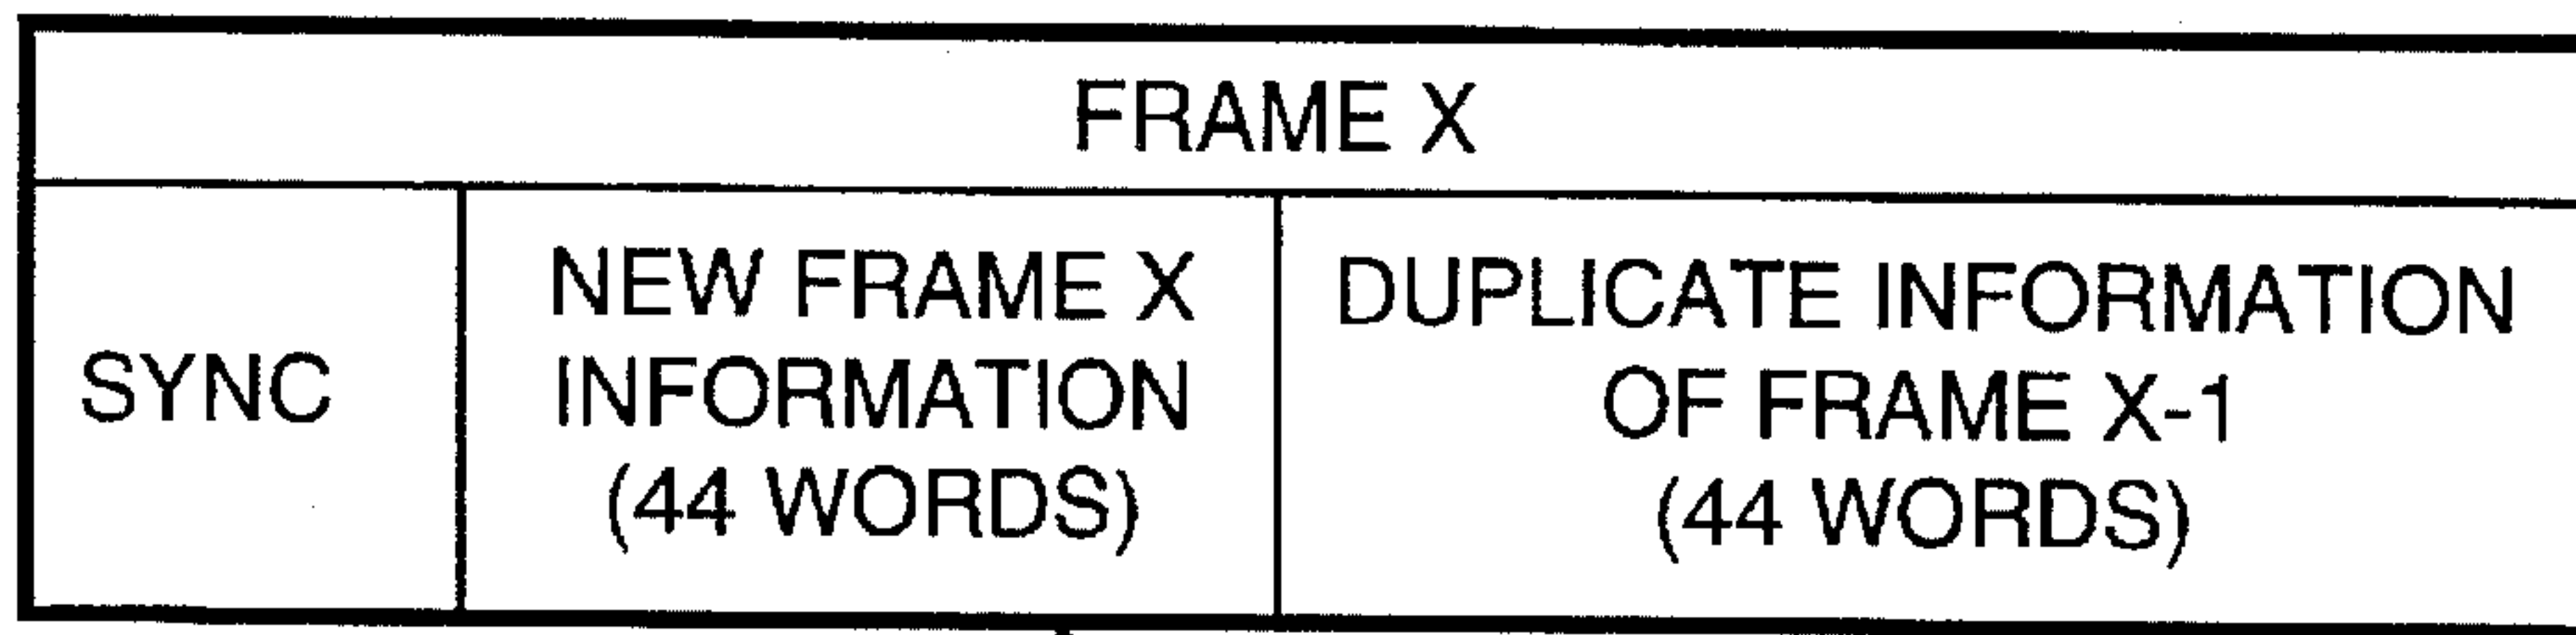 FRAME X
SYNC
NEW FRAME X
INFORMATION
(44 WORDS)
DUPLICATE INFORMATION
OF FRAME X-1
(44 WORDS)